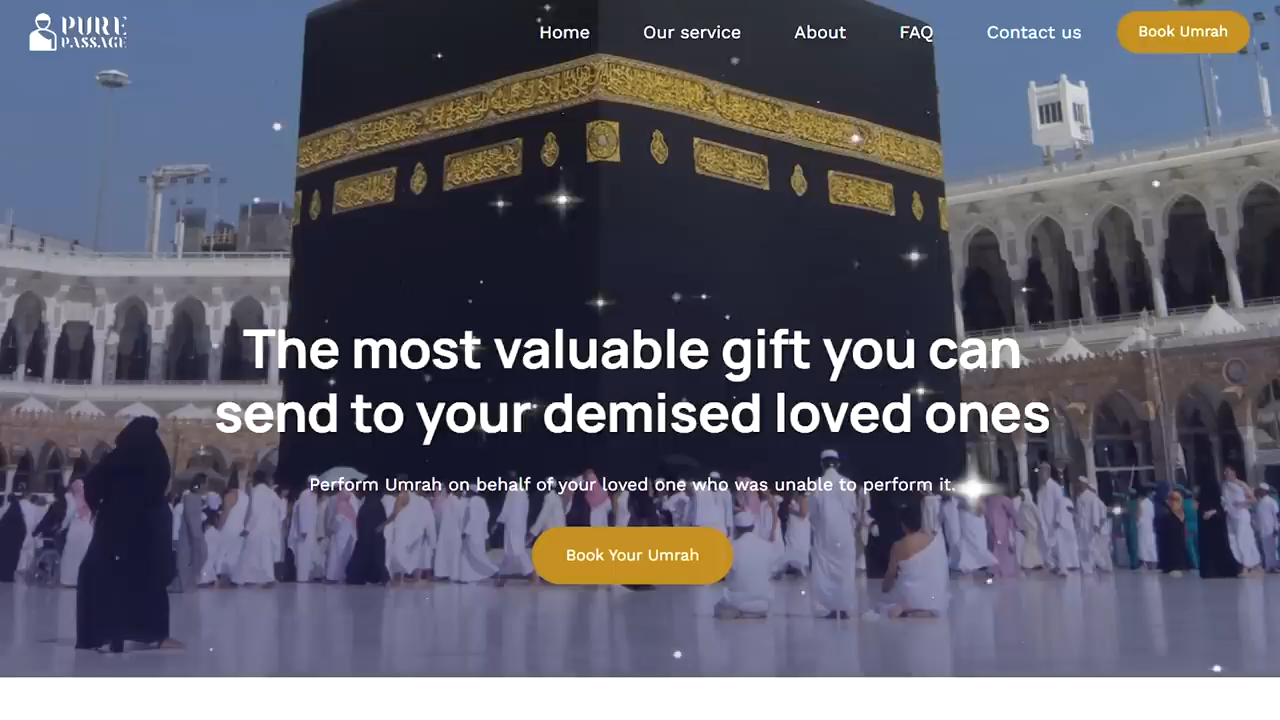 PURE
PASSAGE
Home
Our service
About
FAQ
Contact us
Book Umrah
The most valuable gift you can
send to your demised loved ones
Perform Umrah on behalf of your loved one who was unable to perform it.
Book Your Umrah